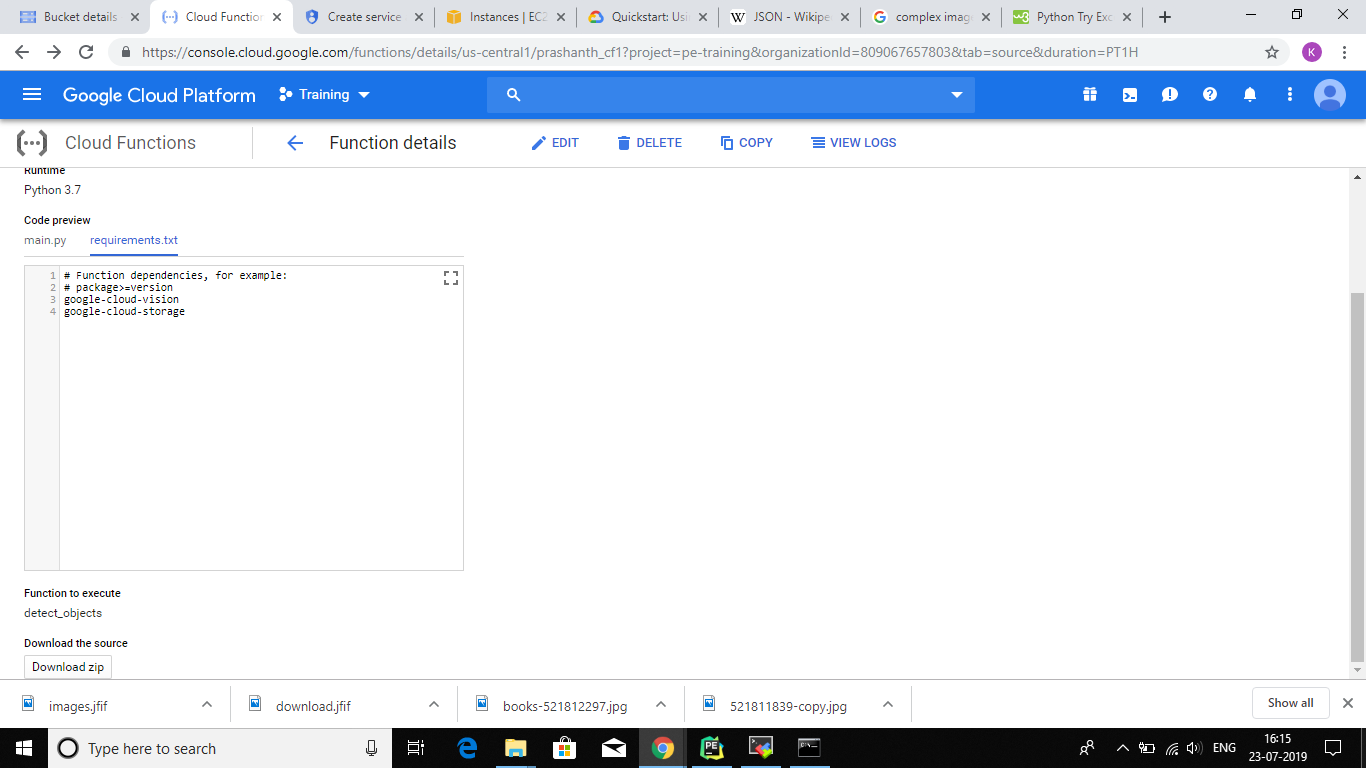 Bucket details
Cloud Function
Create service
Instances | EC2
Quickstart: Usi
W JSON - Wikipe
G complex imag
w3 Python Try Exc
https://console.cloud.google.com/functions/details/us-central1/prashanth_cf1?project=pe-training&organizationId=809067657803&tab=source&duration=PT1H
K
Google Cloud Platform
Training
Cloud Functions
Function details
EDIT
DELETE
COPY
VIEW LOGS
Runtime
Python 3.7
Code preview
main.py
requirements.txt
1 # Function dependencies, for example:
2 # package>=version
3 google-cloud-vision
4 google-cloud-storage
Function to execute
detect_objects
Download the source
Download zip
images.jfif
download.jfif
books-521812297.jpg
521811839-copy.jpg
Show all
Type here to search
PE
ENG
16:15
23-07-2019